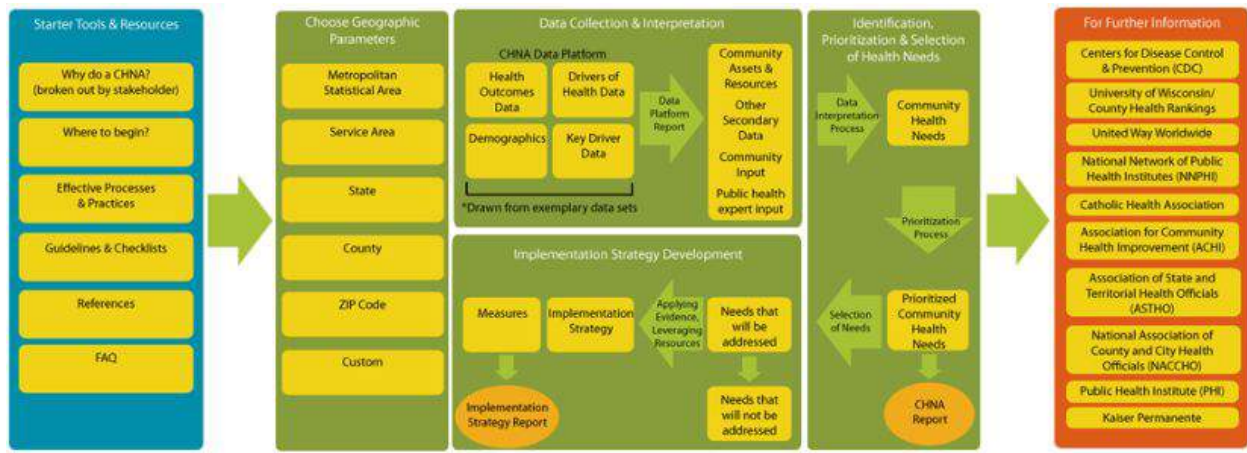 Starter Tools & Resources
Why do a CHNA?
(broken out by stakeholder)
Where to begin?
Effective Processes
& Practices
Guidelines & Checklists
References
FAQ
Choose Geographic
Parameters
Metropolitan
Statistical Area
Service Area
State
County
ZIP Code
Custom
Data Collection & Interpretation
CHNA Data Platform
Health
Outcomes
Data
Drivers of
Health Data
Demographics
Key Driver
Data
*Drawn from exemplary data sets
Data
Platform
Report
Community
Assets &
Resources
Other
Secondary
Data
Community
Input
Public health
expert input
Identification,
Prioritization & Selection
of Health Needs
Data
Interpretation
Process
Community
Health
Needs
Prioritization
Process
Prioritized
Community
Health
Needs
Selection
of Needs
CHNA
Report
Implementation Strategy Development
Measures
Implementation
Strategy
Applying
Evidence,
Leveraging
Resources
Needs that
will be
addressed
Implementation
Strategy Report
Needs that
will not be
addressed
For Further Information
Centers for Disease Control
& Prevention (CDC)
University of Wisconsin/
County Health Rankings
United Way Worldwide
National Network of Public
Health Institutes (NNPHI)
Catholic Health Association
Association for Community
Health Improvement (ACHI)
Association of State and
Territorial Health Officials
(ASTHO)
National Association of
County and City Health
Officials (NACCHO)
Public Health Institute (PHI)
Kaiser Permanente